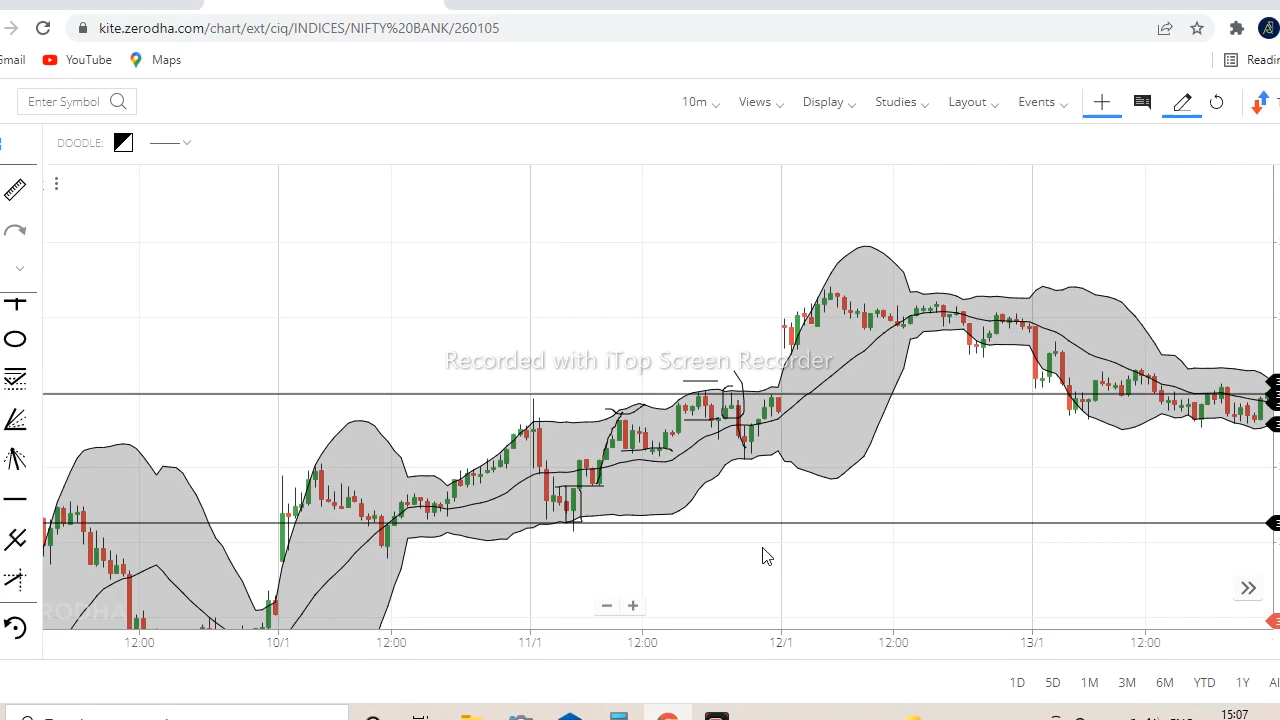 kite.zerodha.com/chart/ext/ciq/INDICES/NIFTY%20BANK/260105
Gmail YouTube Maps
Enter Symbol 10m Views Display Studies Layout Events
DOODLE:
Recorded with iTop Screen Recorder
ZERODHA
12:00 10/1 12:00 11/1 12:00 12/1 12:00 13/1 12:00
1D 5D 1M 3M 6M YTD 1Y
15:07